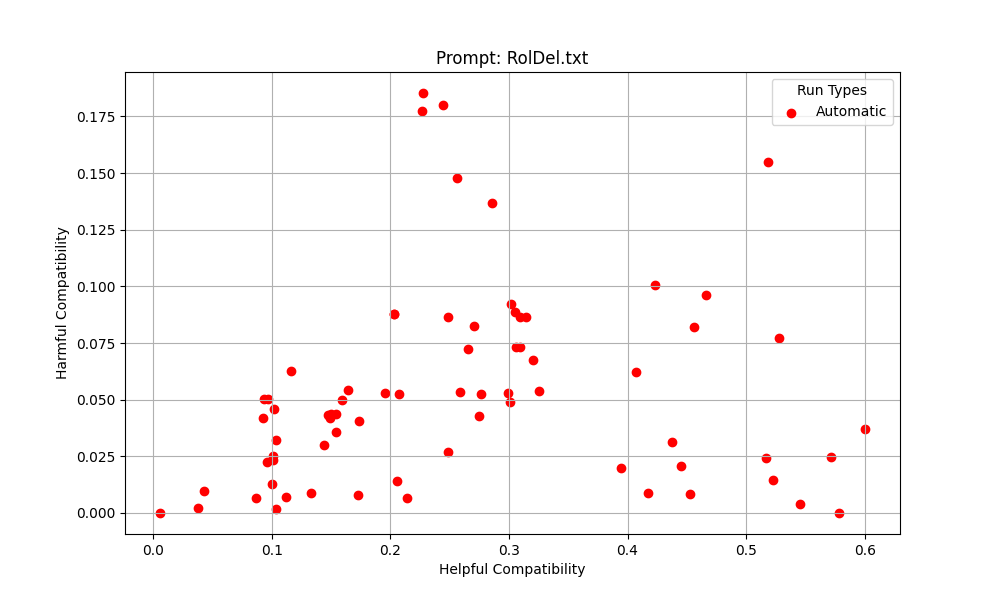 Prompt: RolDel.txt
Run Types
Automatic
Harmful Compatibility
0.175
0.150
0.125
0.100
0.075
0.050
0.025
0.000
0.0 0.1 0.2 0.3 0.4 0.5 0.6
Helpful Compatibility